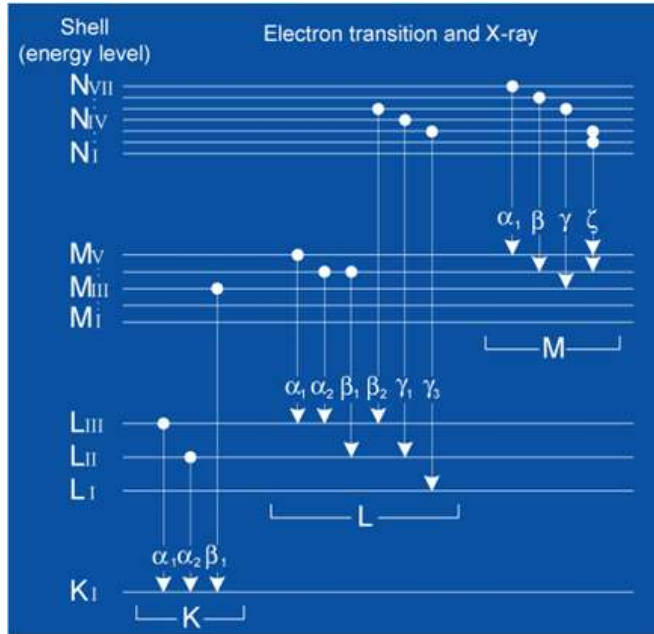 Shell
(energy level)
Electron transition and X-ray
NVII
NIV
NI
α1 β γ ζ
MV
MIII
MI
M
α1 α2 β1 β2 γ1 γ3
LIII
LII
LI
L
α1 α2 β1
KI
K